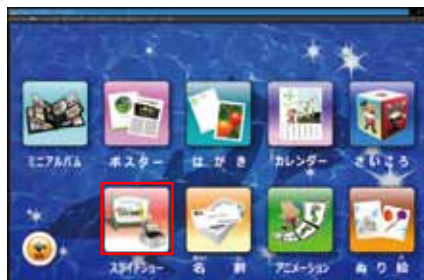 ミニアルバム
ポスター
はがき
カレンダー
さいころ
スライドショー
名刺
アニメーション
ぬり絵